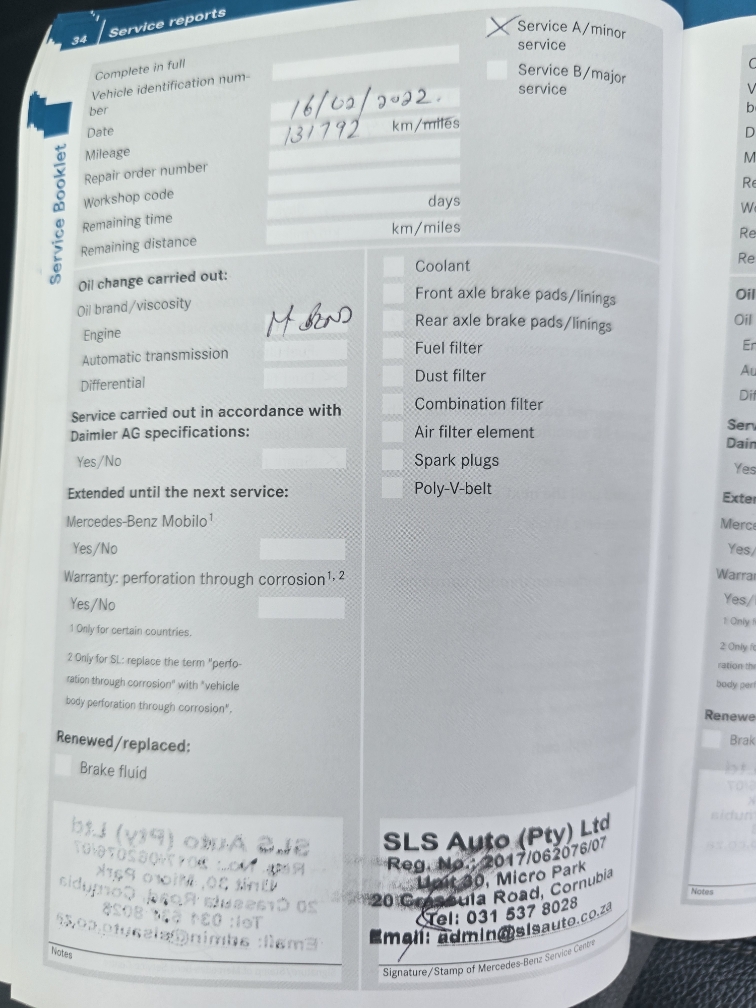 34 Service reports
Service Booklet
Complete in full
Vehicle identification num-
ber
Date 16/02/2022.
Mileage 131792 km/miles
Repair order number
Workshop code
Remaining time days
Remaining distance km/miles
Service A/minor
service
Service B/major
service
Oil change carried out:
Oil brand/viscosity
Engine
Automatic transmission
Differential
Service carried out in accordance with
Daimler AG specifications:
Yes/No
Extended until the next service:
Mercedes-Benz Mobilo¹
Yes/No
Warranty: perforation through corrosion¹,²
Yes/No
1 Only for certain countries.
2 Only for SL: replace the term "perfo-
ration through corrosion" with "vehicle
body perforation through corrosion".
Renewed/replaced:
Brake fluid
Coolant
Front axle brake pads/linings
Rear axle brake pads/linings
Fuel filter
Dust filter
Combination filter
Air filter element
Spark plugs
Poly-V-belt
Notes
SLS Auto (Pty) Ltd
Reg. No.: 2017/062076/07
Unit 30, Micro Park
20 Crassula Road, Cornubia
Tel: 031 537 8028
Email: admin@slsauto.co.za
Signature/Stamp of Mercedes-Benz Service Centre
Notes